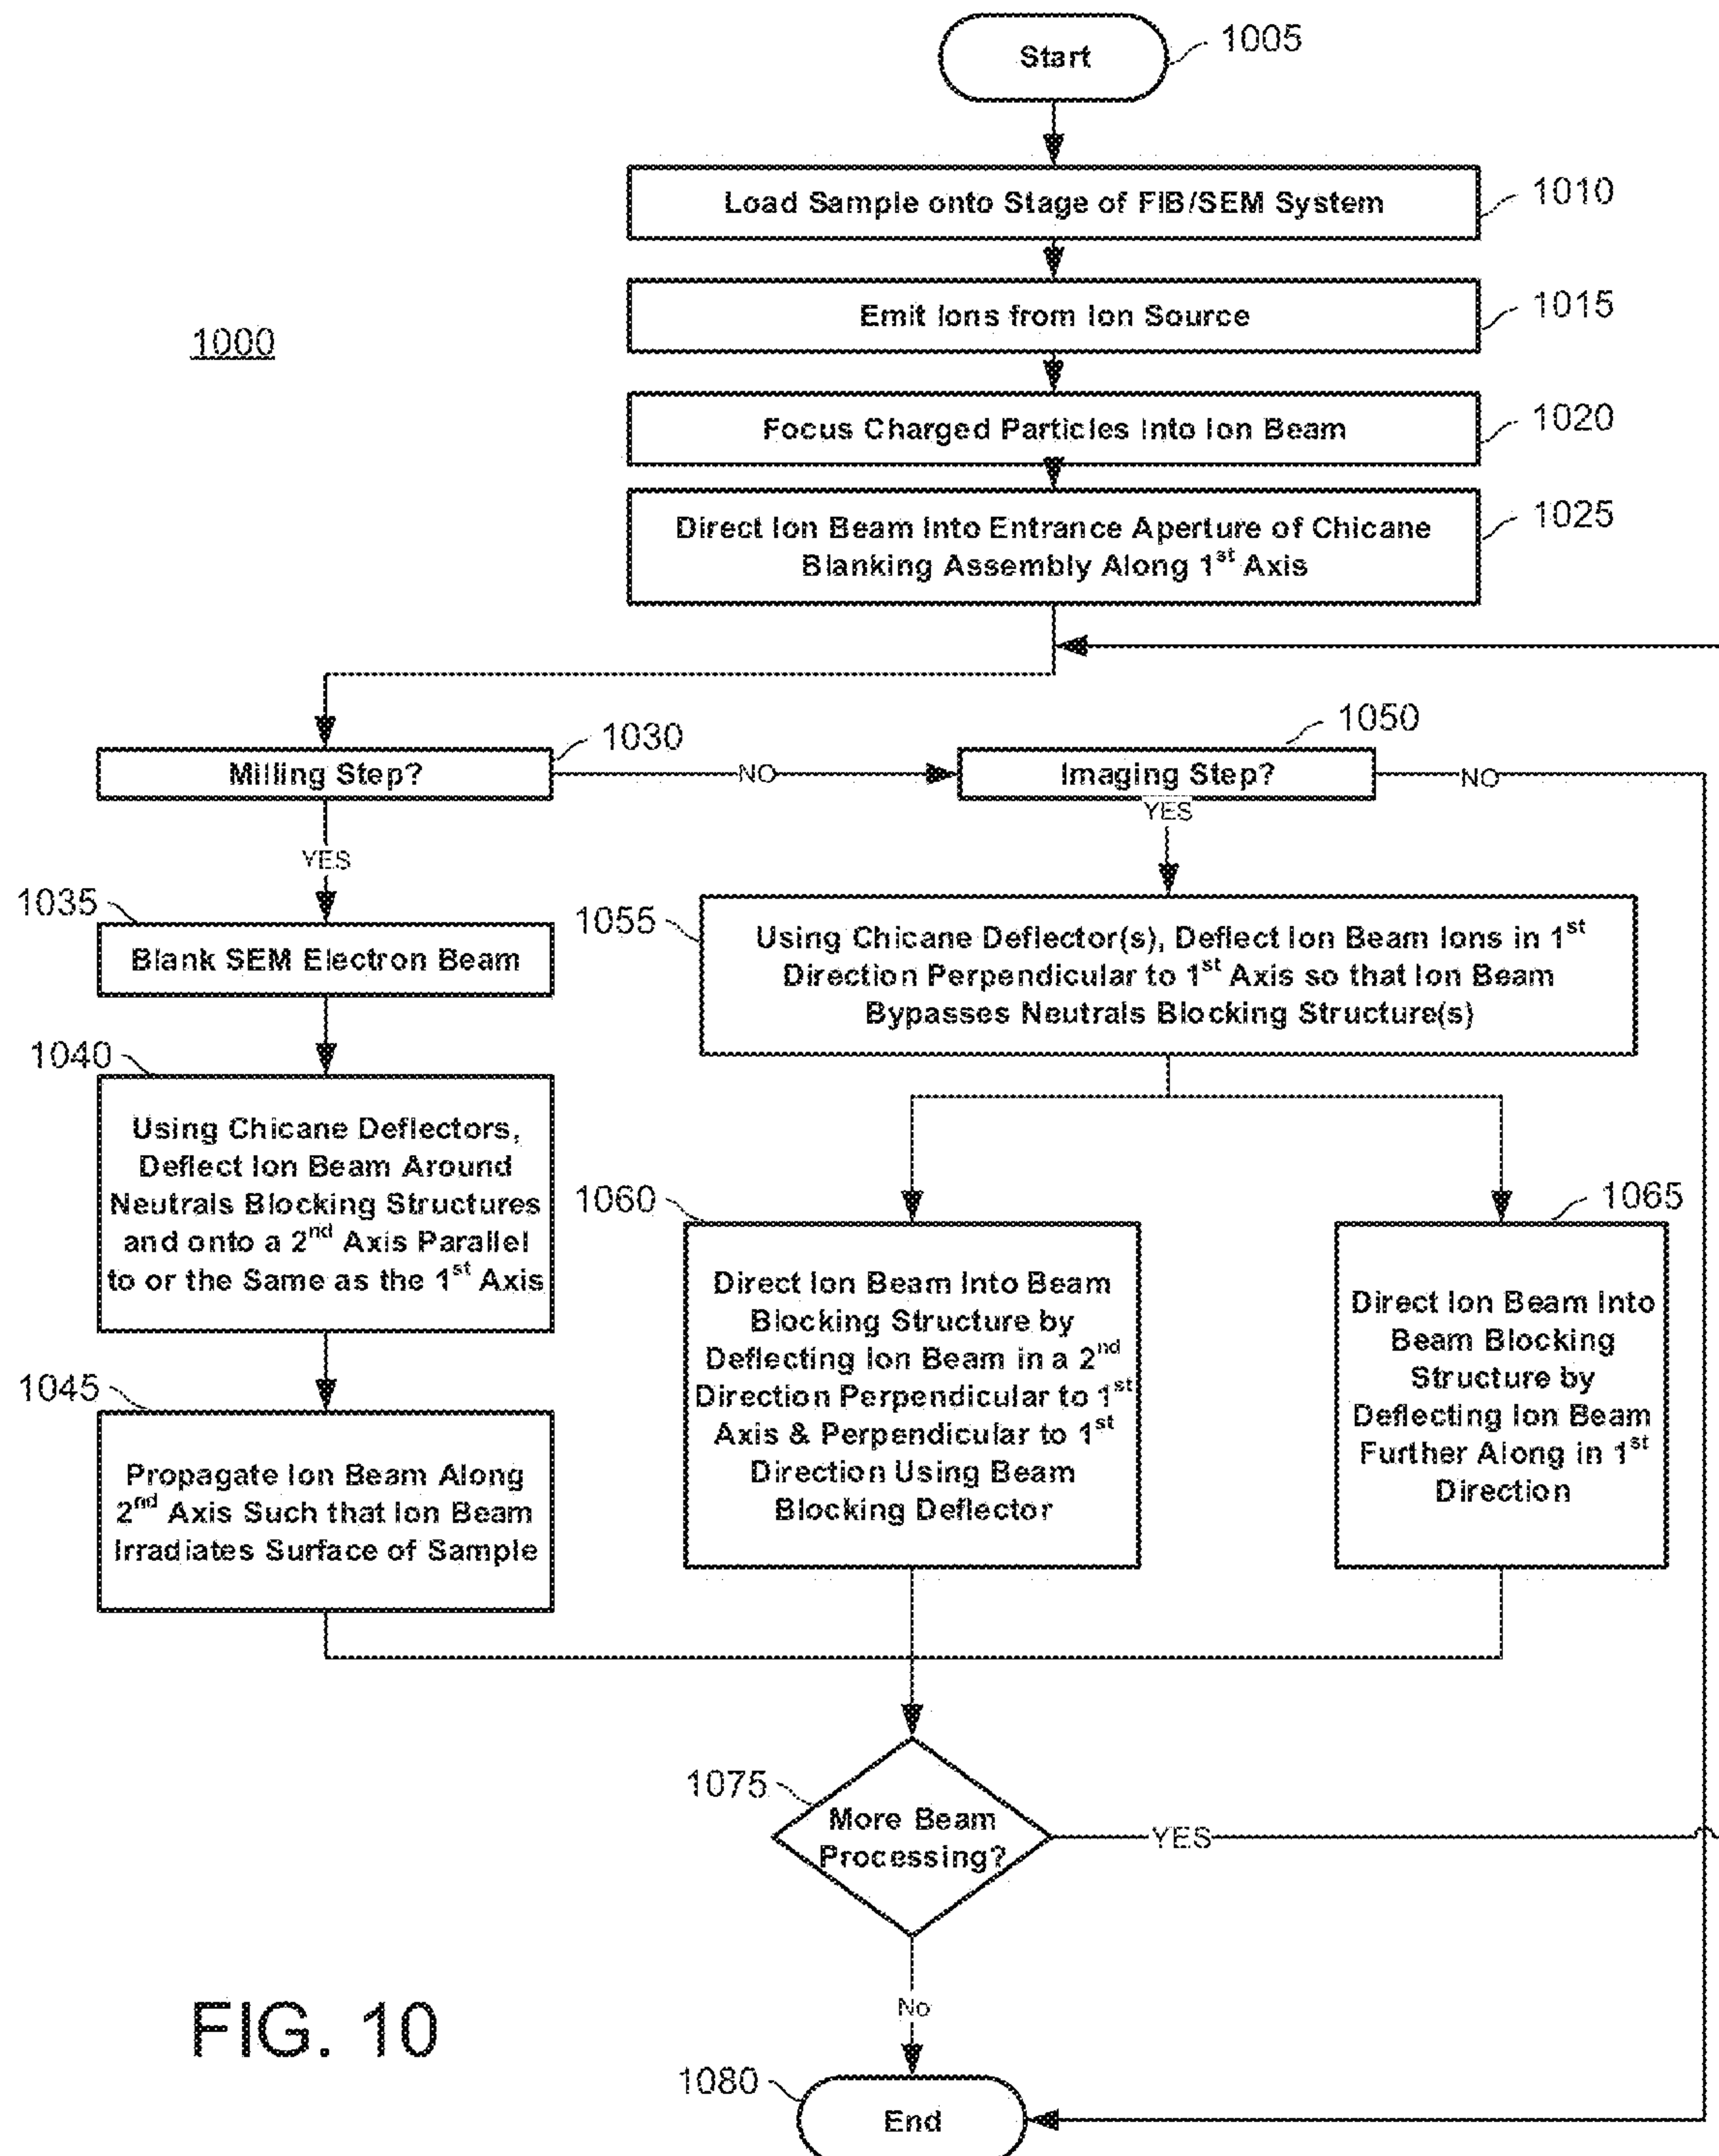 Start
1005
Load Sample onto Stage of FIB/SEM System
1010
Emit Ions from Ion Source
1015
1000
Focus Charged Particles Into Ion Beam
1020
Direct Ion Beam Into Entrance Aperture of Chicane
Blanking Assembly Along 1st Axis
1025
Milling Step?
1030
NO
Imaging Step?
1050
NO
YES
YES
1035
Blank SEM Electron Beam
1055
Using Chicane Deflector(s), Deflect Ion Beam Ions in 1st
Direction Perpendicular to 1st Axis so that Ion Beam
Bypasses Neutrals Blocking Structure(s)
1040
Using Chicane Deflectors,
Deflect Ion Beam Around
Neutrals Blocking Structures
and onto a 2nd Axis Parallel
to or the Same as the 1st Axis
1060
Direct Ion Beam Into Beam
Blocking Structure by
Deflecting Ion Beam in a 2nd
Direction Perpendicular to 1st
Axis & Perpendicular to 1st
Direction Using Beam
Blocking Deflector
1065
Direct Ion Beam Into
Beam Blocking
Structure by
Deflecting Ion Beam
Further Along in 1st
Direction
1045
Propagate Ion Beam Along
2nd Axis Such that Ion Beam
Irradiates Surface of Sample
1075
More Beam
Processing?
YES
No
FIG. 10
1080
End